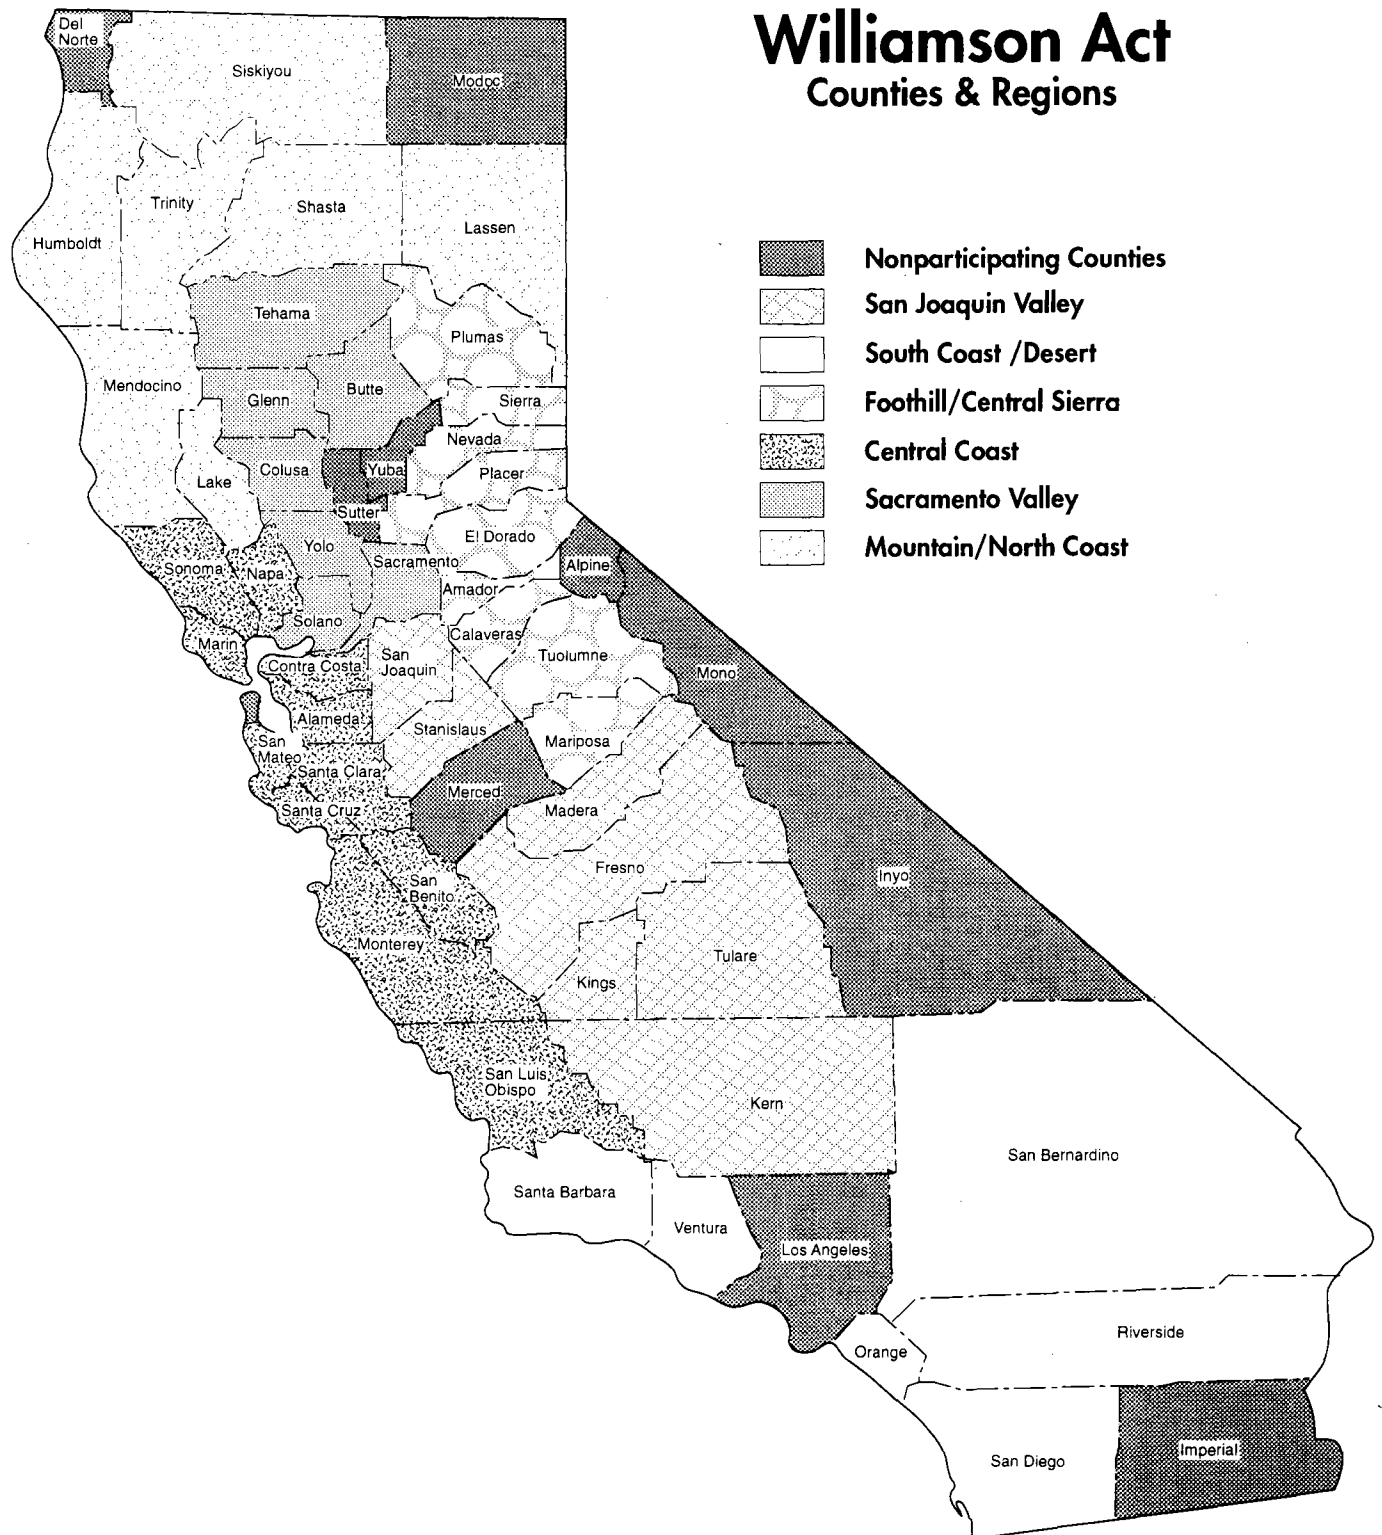 Williamson Act
Counties & Regions
Nonparticipating Counties
San Joaquin Valley
South Coast /Desert
Foothill/Central Sierra
Central Coast
Sacramento Valley
Mountain/North Coast
Del
Norte
Siskiyou
Modoc
Trinity
Shasta
Lassen
Humboldt
Tehama
Plumas
Mendocino
Glenn
Butte
Sierra
Nevada
Colusa
Yuba
Placer
Lake
Sutter
El Dorado
Yolo
Sacramento
Alpine
Sonoma
Napa
Amador
Solano
Calaveras
Marin
Contra Costa
San
Joaquin
Tuolumne
Mono
Alameda
Stanislaus
San
Mateo
Mariposa
Santa Clara
Merced
Santa Cruz
Madera
Fresno
Inyo
San
Benito
Monterey
Tulare
Kings
San Luis
Obispo
Kern
San Bernardino
Santa Barbara
Ventura
Los Angeles
Riverside
Orange
Imperial
San Diego